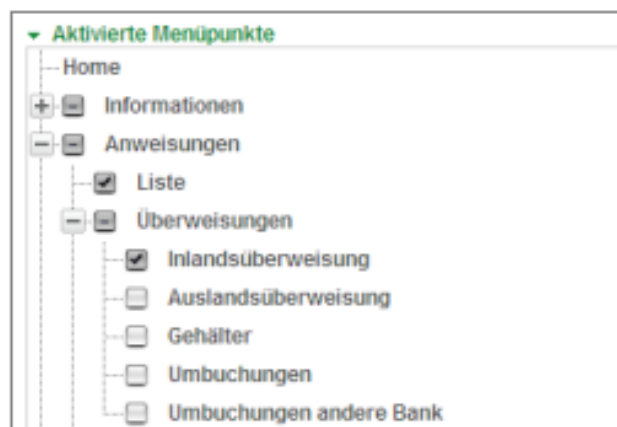 Aktivierte Menüpunkte
Home
Informationen
Anweisungen
Liste
Überweisungen
Inlandsüberweisung
Auslandsüberweisung
Gehälter
Umbuchungen
Umbuchungen andere Bank